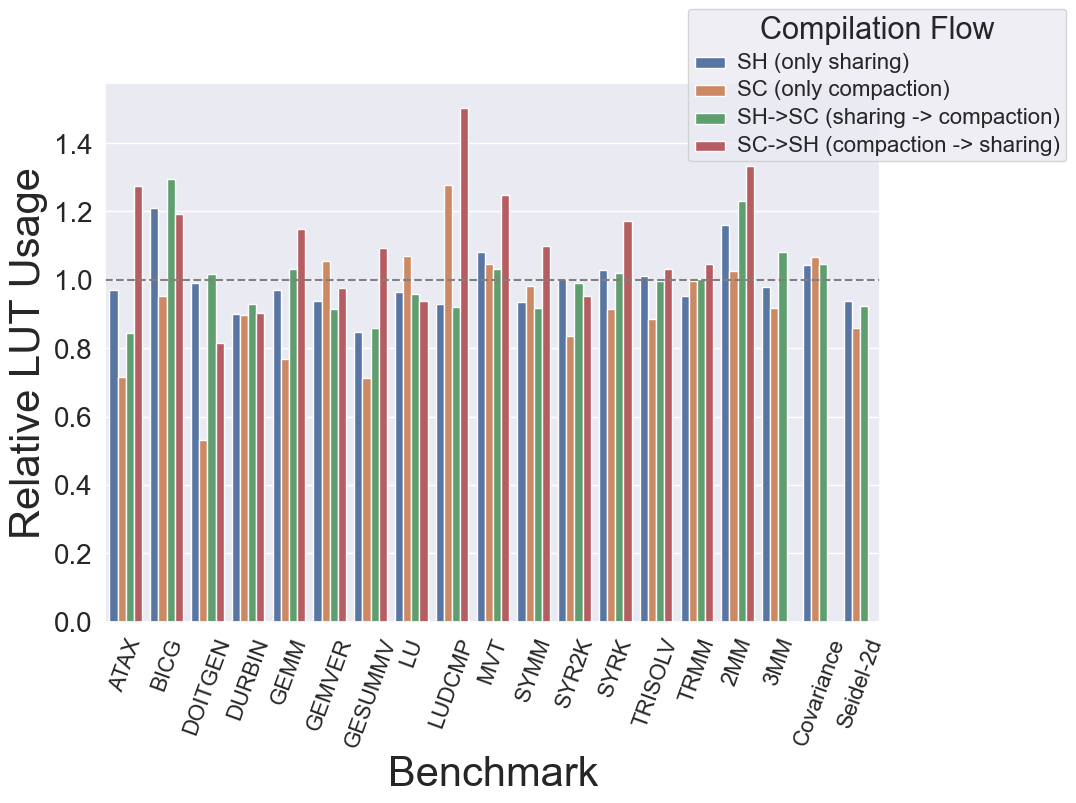 Compilation Flow
SH (only sharing)
SC (only compaction)
SH->SC (sharing -> compaction)
SC->SH (compaction -> sharing)
Relative LUT Usage
1.4
1.2
1.0
0.8
0.6
0.4
0.2
0.0
ATAX
BICG
DOITGEN
DURBIN
GEMM
GEMVER
GESUMMV
LU
LUDCMP
MVT
SYMM
SYR2K
SYRK
TRISOLV
TRMM
2MM
3MM
Covariance
Seidel-2d
Benchmark